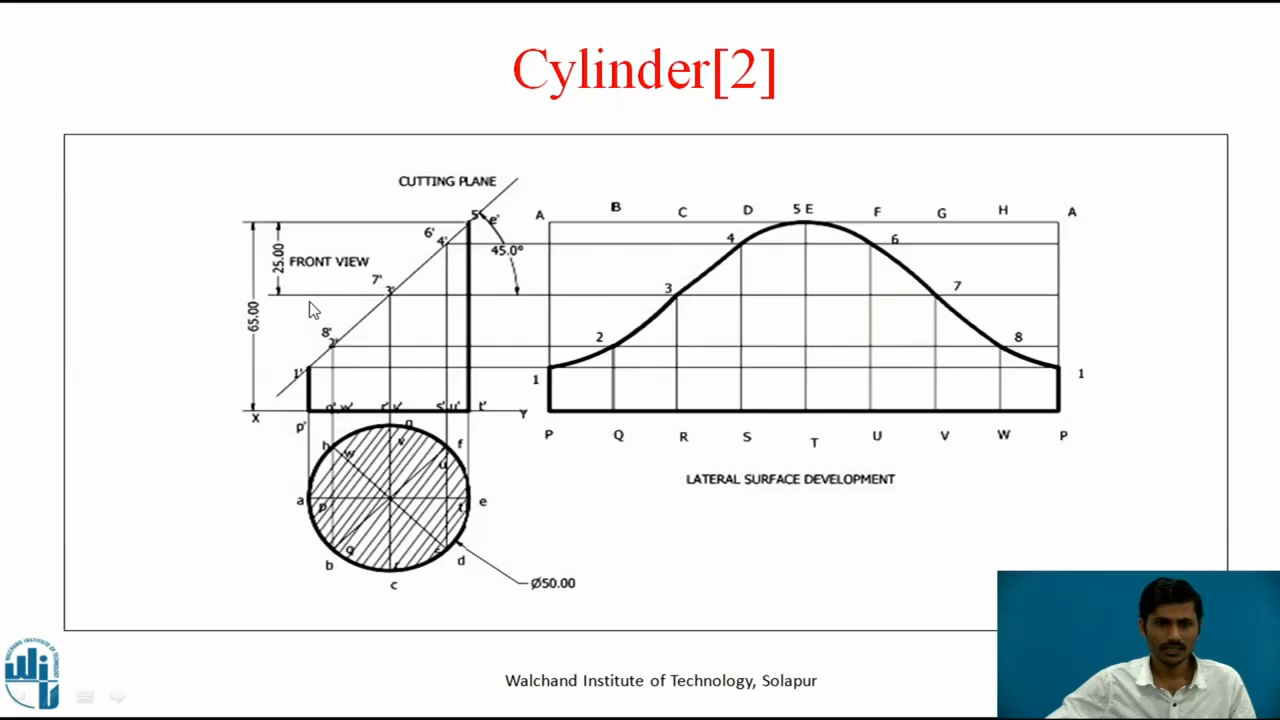 Cylinder[2]
CUTTING PLANE
A B C D 5 E F G H A
5' e'
6' 4'
4 6
45.0°
FRONT VIEW
25.00
65.00
7' 3'
3 7
8' 2'
2 8
1'
1 1
X p' q' w' r' v' s' u' t' Y
P Q R S T U V W P
g
h w v f u
a p t e
b q r s d
c
LATERAL SURFACE DEVELOPMENT
Ø50.00
Walchand Institute of Technology, Solapur